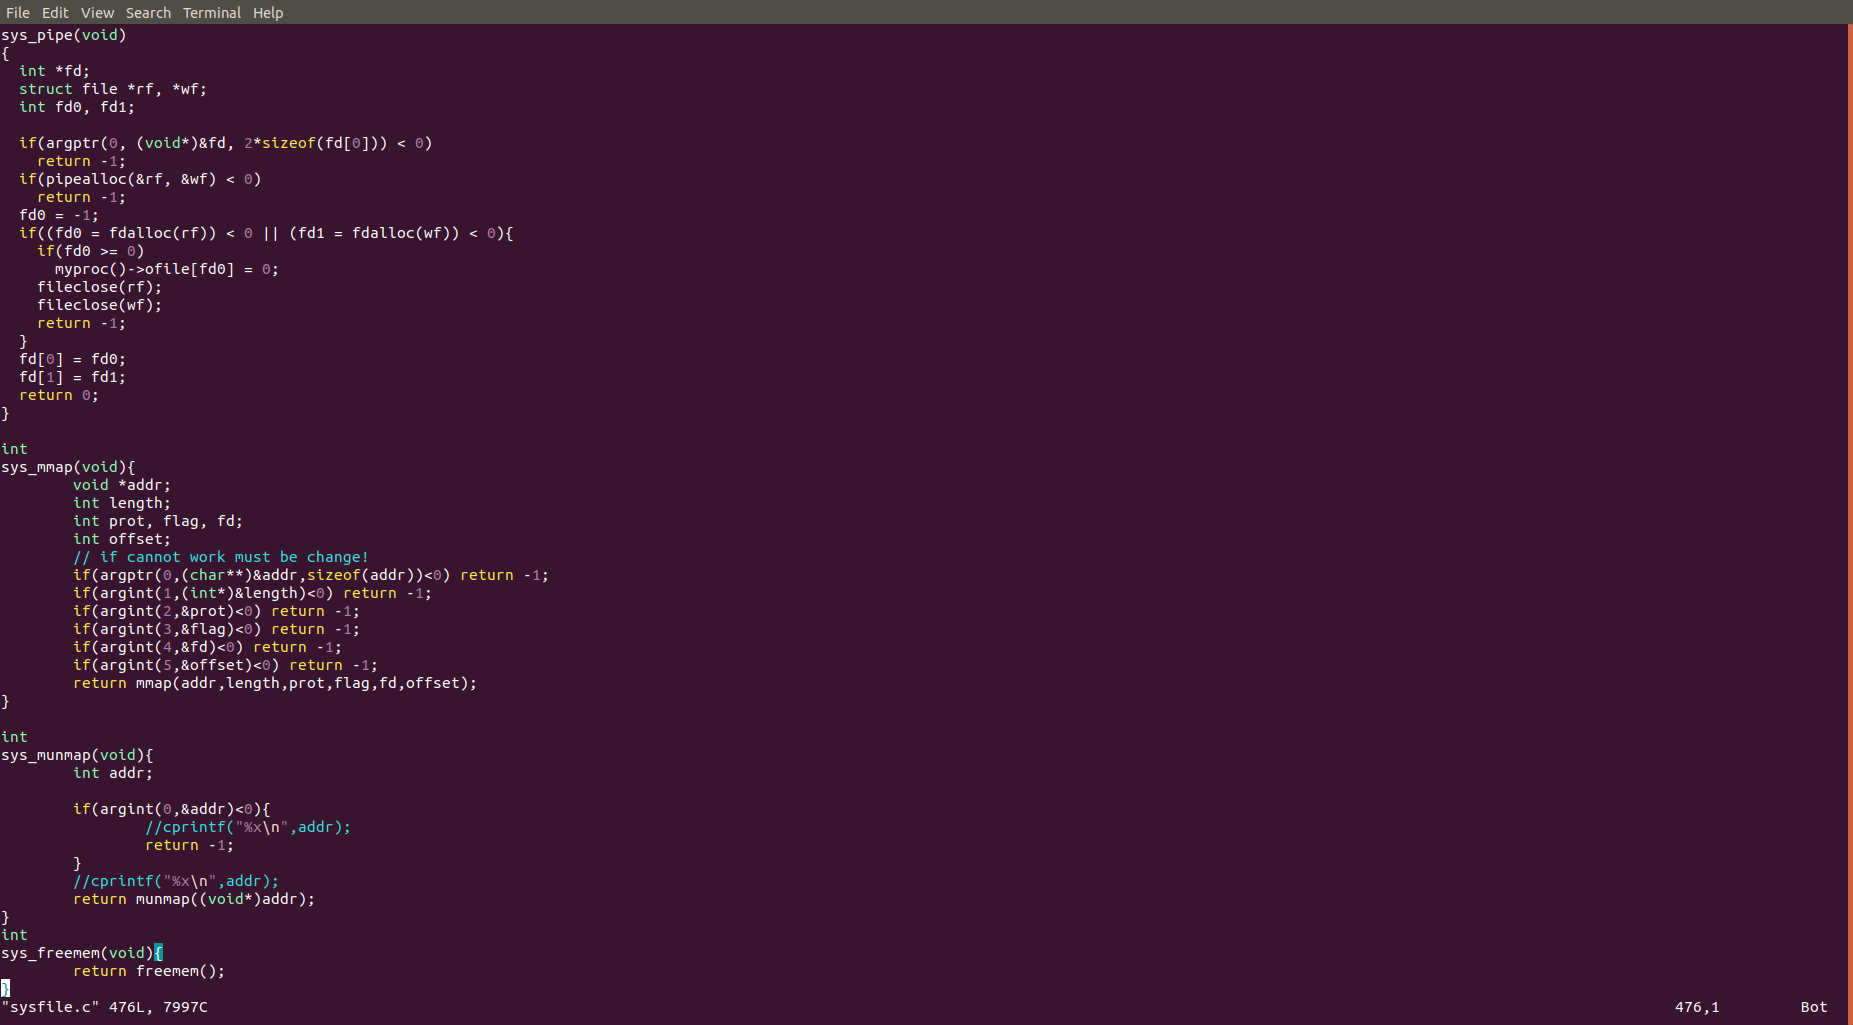 File Edit View Search Terminal Help
sys_pipe(void)
{
  int *fd;
  struct file *rf, *wf;
  int fd0, fd1;

  if(argptr(0, (void*)&fd, 2*sizeof(fd[0])) < 0)
    return -1;
  if(pipealloc(&rf, &wf) < 0)
    return -1;
  fd0 = -1;
  if((fd0 = fdalloc(rf)) < 0 || (fd1 = fdalloc(wf)) < 0){
    if(fd0 >= 0)
      myproc()->ofile[fd0] = 0;
    fileclose(rf);
    fileclose(wf);
    return -1;
  }
  fd[0] = fd0;
  fd[1] = fd1;
  return 0;
}

int
sys_mmap(void){
        void *addr;
        int length;
        int prot, flag, fd;
        int offset;
        // if cannot work must be change!
        if(argptr(0,(char**)&addr,sizeof(addr))<0) return -1;
        if(argint(1,(int*)&length)<0) return -1;
        if(argint(2,&prot)<0) return -1;
        if(argint(3,&flag)<0) return -1;
        if(argint(4,&fd)<0) return -1;
        if(argint(5,&offset)<0) return -1;
        return mmap(addr,length,prot,flag,fd,offset);
}

int
sys_munmap(void){
        int addr;

        if(argint(0,&addr)<0){
                //cprintf("%x\n",addr);
                return -1;
        }
        //cprintf("%x\n",addr);
        return munmap((void*)addr);
}
int
sys_freemem(void){
        return freemem();
}
"sysfile.c" 476L, 7997C 476,1 Bot